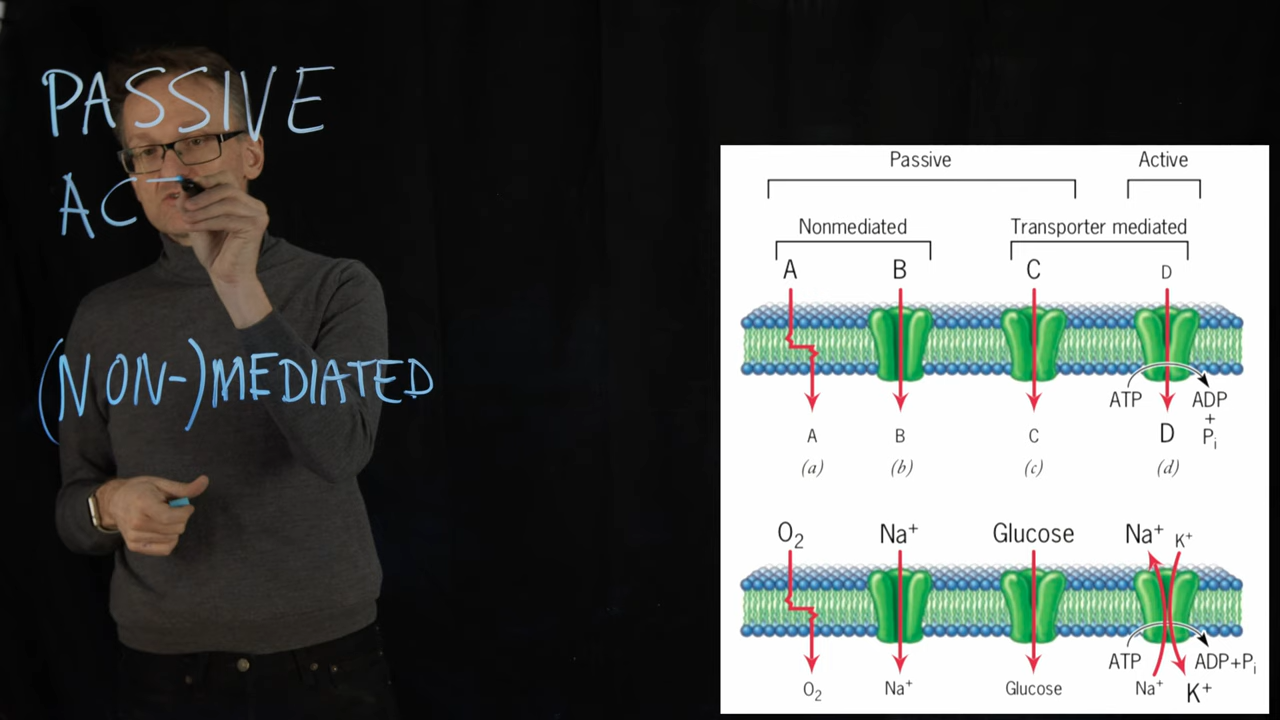 PASSIVE
ACT
(NON-)MEDIATED
Passive Active
Nonmediated Transporter mediated
A B C D
ATP ADP
+
A B C D Pi
(a) (b) (c) (d)
O2 Na+ Glucose Na+ K+
ATP ADP+Pi
O2 Na+ Glucose Na+ K+